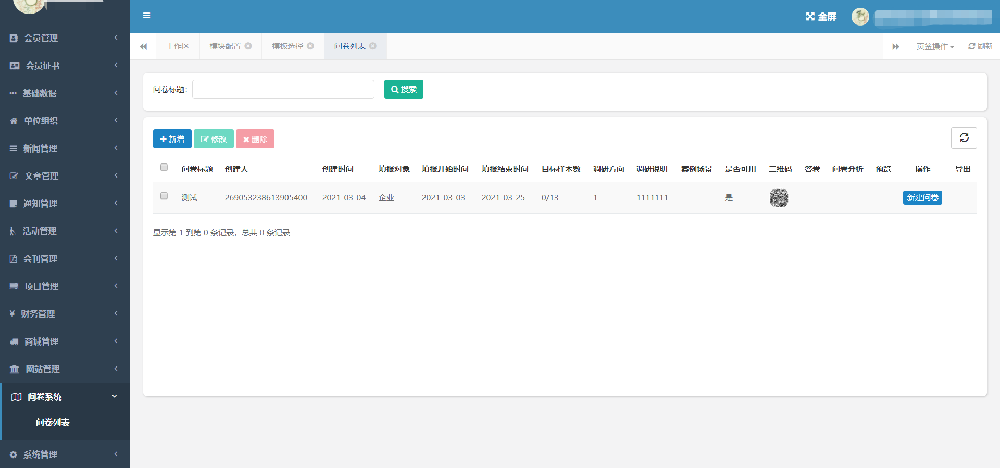 全屏
工作区 模块配置 模板选择 问卷列表 页签操作 刷新
会员管理
会员证书
基础数据
单位组织
新闻管理
文章管理
通知管理
活动管理
会刊管理
项目管理
财务管理
商城管理
网站管理
问卷系统
问卷列表
系统管理
问卷标题： 搜索
新增 修改 删除
问卷标题 创建人 创建时间 填报对象 填报开始时间 填报结束时间 目标样本数 调研方向 调研说明 案例场景 是否可用 二维码 答卷 问卷分析 预览 操作 导出
测试 269053238613905400 2021-03-04 企业 2021-03-03 2021-03-25 0/13 1 1111111 - 是 新建问卷
显示第 1 到第 0 条记录，总共 0 条记录